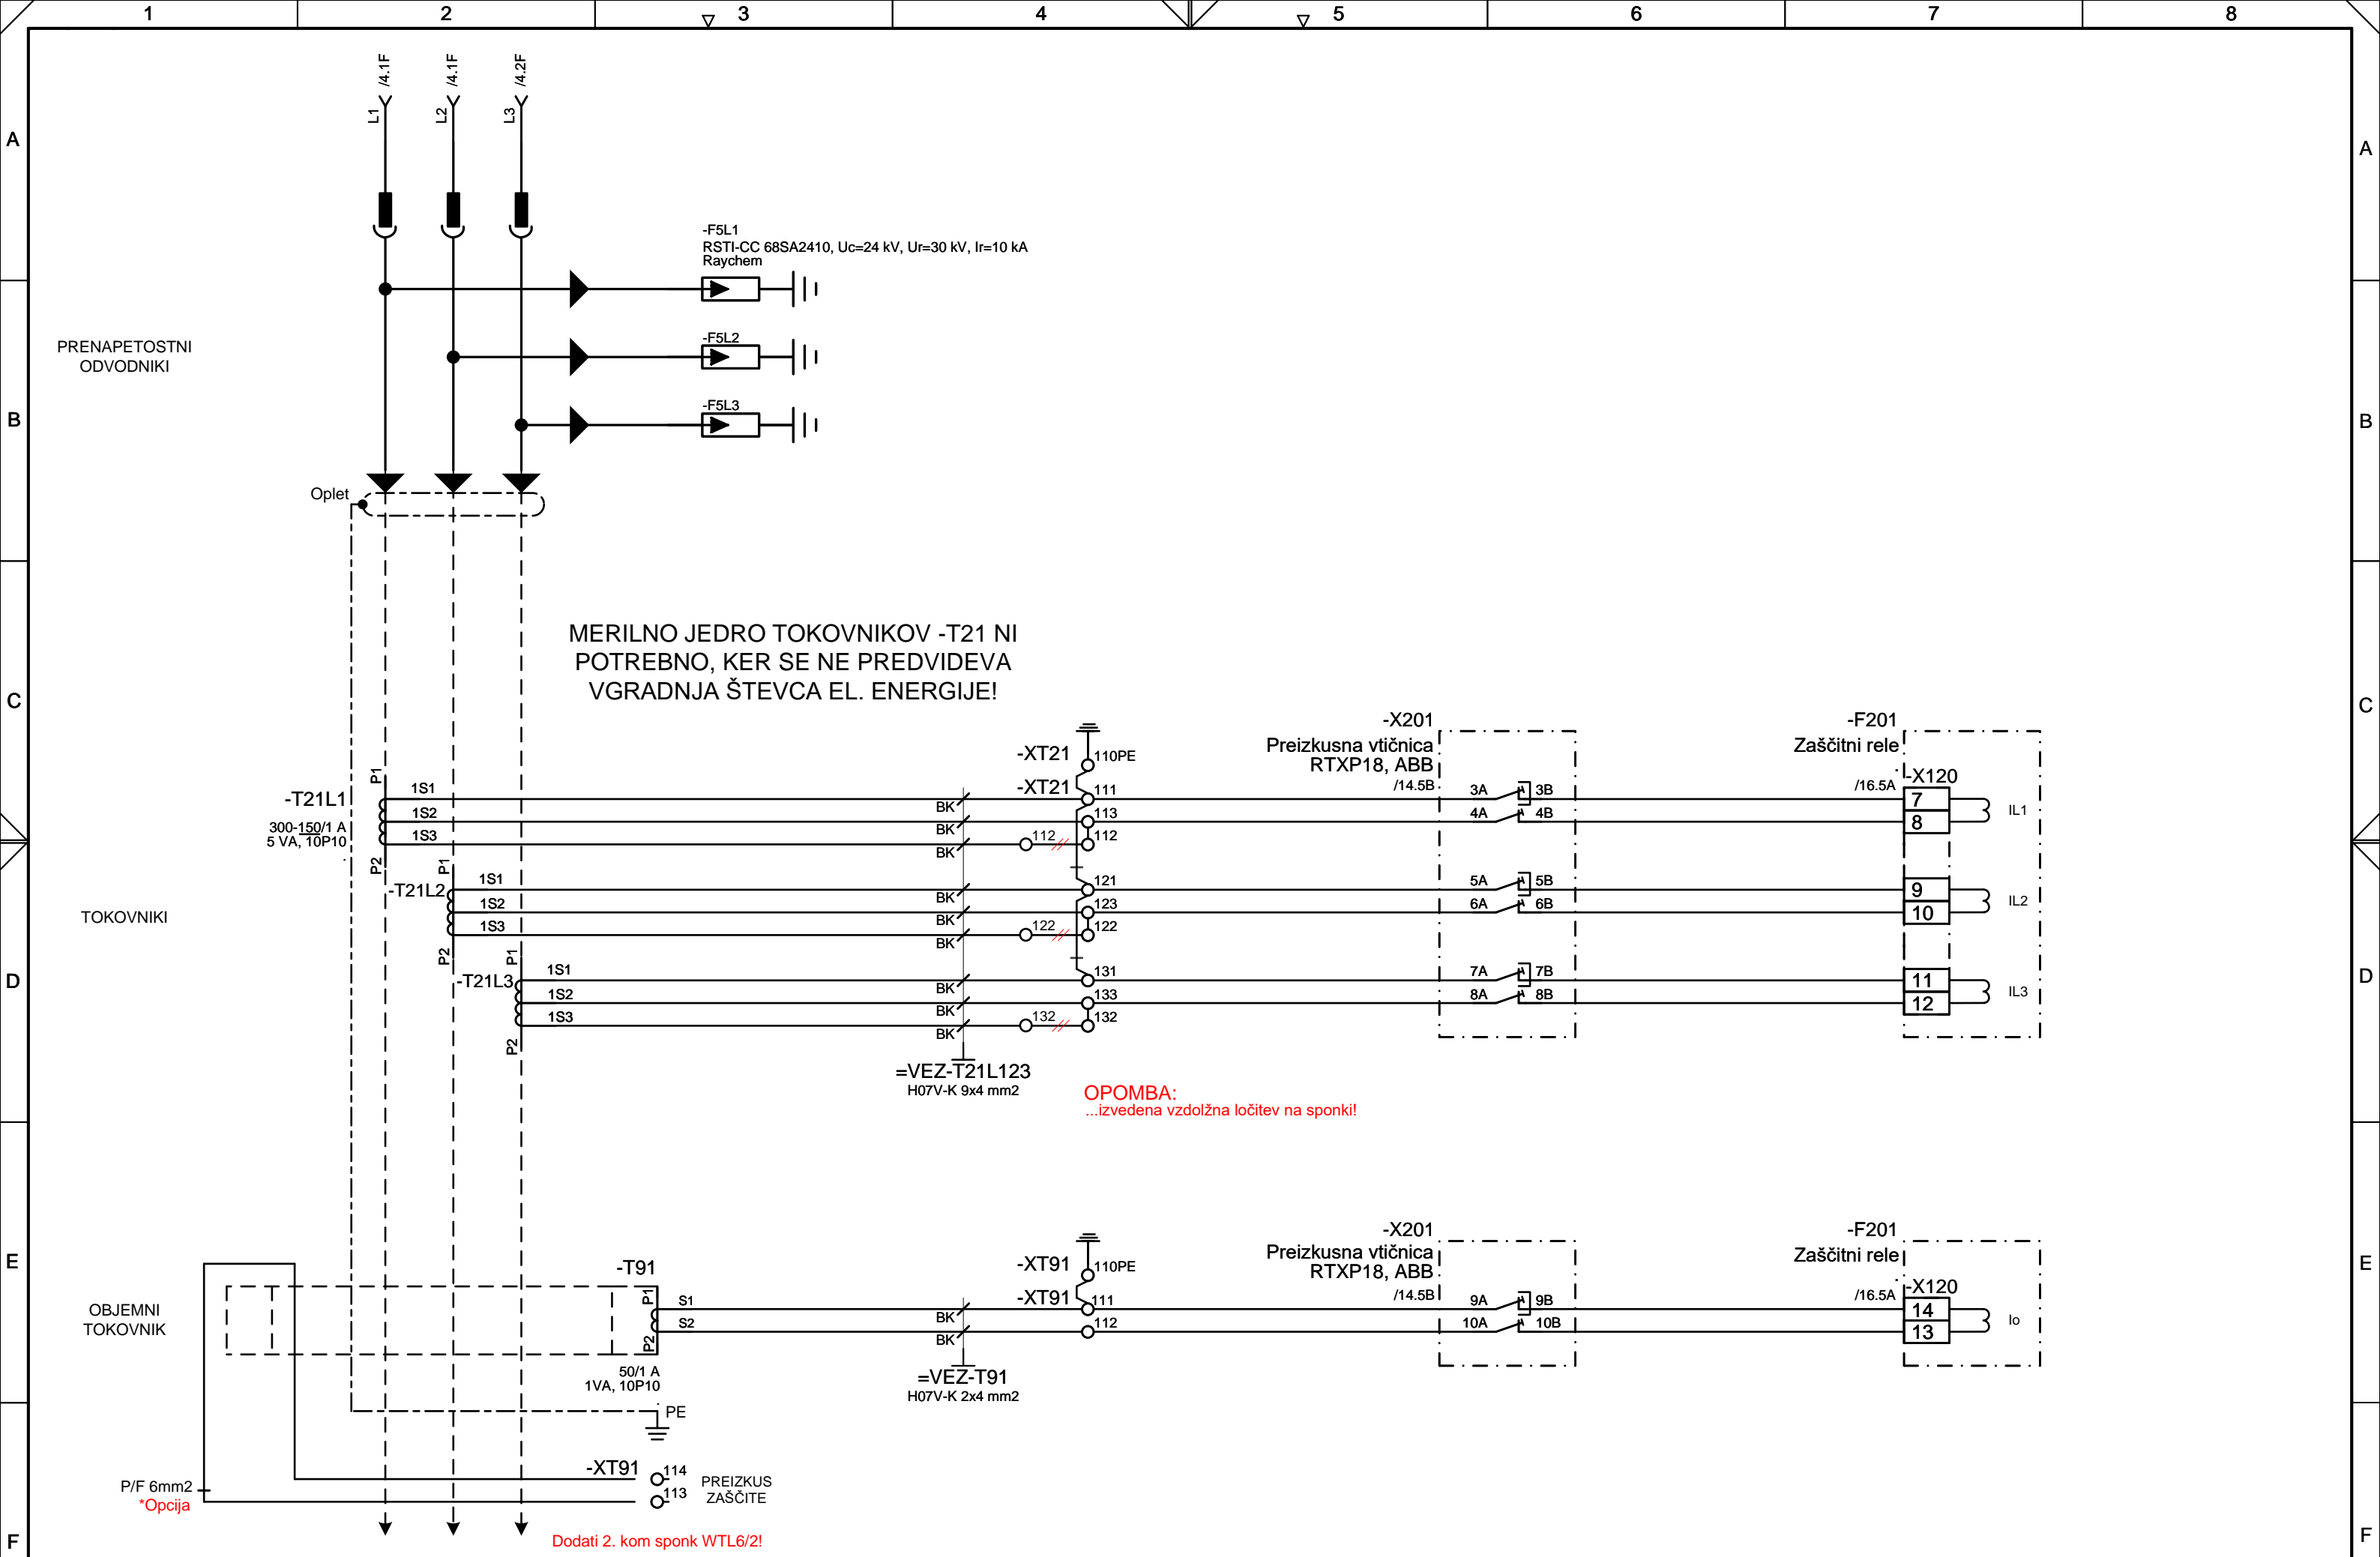 1 2 3 4 5 6 7 8
/4.1F /4.1F /4.2F
L1 L2 L3
A A
-F5L1
RSTI-CC 68SA2410, Uc=24 kV, Ur=30 kV, Ir=10 kA
Raychem
-F5L2
PRENAPETOSTNI
ODVODNIKI
-F5L3
B B
Oplet
MERILNO JEDRO TOKOVNIKOV -T21 NI
POTREBNO, KER SE NE PREDVIDEVA
VGRADNJA ŠTEVCA EL. ENERGIJE!
C C
-X201
Preizkusna vtičnica
RTXP18, ABB
/14.5B
-F201
Zaščitni rele
/16.5A
-X120
-XT21 110PE
-XT21 111
P1
-T21L1
300-150/1 A
5 VA, 10P10
P2
1S1 BK 3A 3B 7
1S2 BK 113 4A 4B 8 IL1
1S3 BK 112 112
P1
-T21L2
P2
1S1 BK 121 5A 5B 9
1S2 BK 123 6A 6B 10 IL2
1S3 BK 122 122
TOKOVNIKI
P1
-T21L3
P2
D D
1S1 BK 131 7A 7B 11
1S2 BK 133 8A 8B 12 IL3
1S3 BK 132 132
=VEZ-T21L123
H07V-K 9x4 mm2
OPOMBA:
...izvedena vzdolžna ločitev na sponki!
-X201
Preizkusna vtičnica
RTXP18, ABB
/14.5B
-F201
Zaščitni rele
/16.5A
-X120
E E
-XT91 110PE
-XT91 111
-T91
P1
P2
OBJEMNI
TOKOVNIK
S1 BK 9A 9B 14
S2 BK 112 10A 10B 13 Io
50/1 A
1VA, 10P10
=VEZ-T91
H07V-K 2x4 mm2
PE
-XT91 114
113
PREIZKUS
ZAŠČITE
P/F 6mm2
*Opcija
Dodati 2. kom sponk WTL6/2!
F F